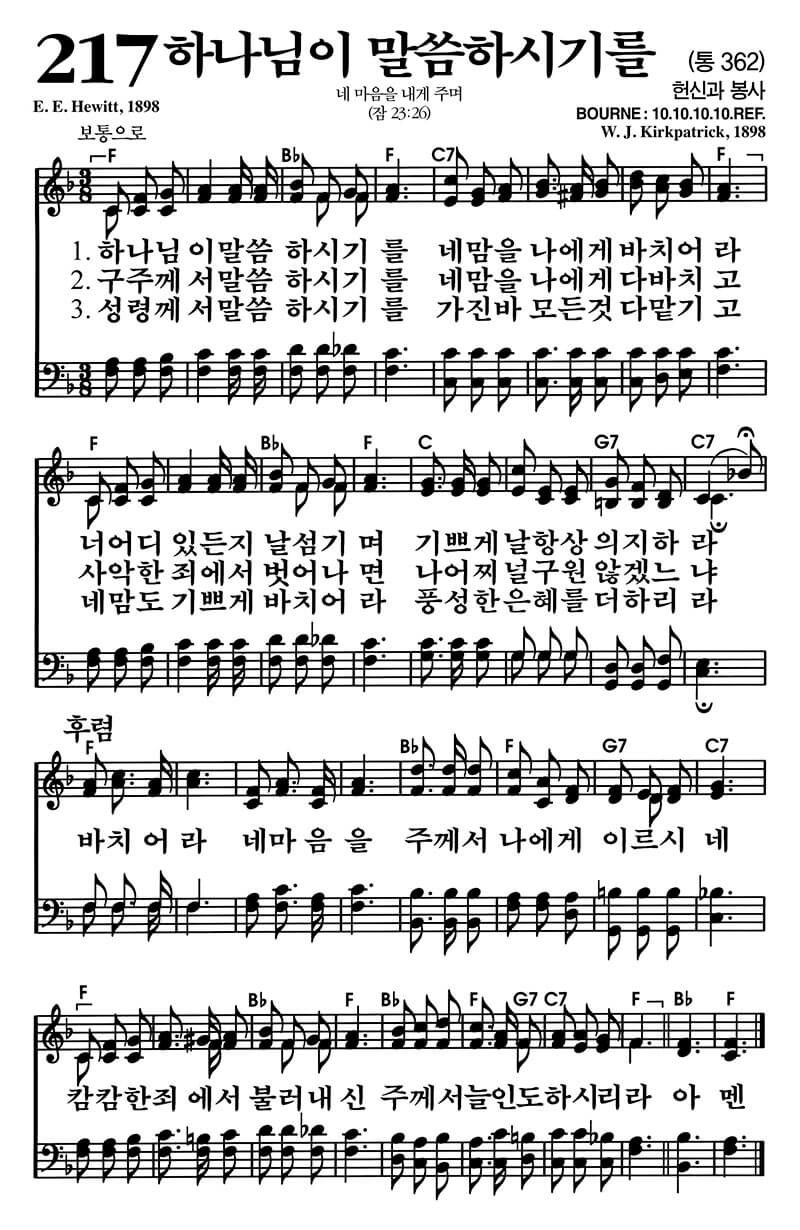 217 하나님이 말씀하시기를 (통 362)
네 마음을 내게 주며 헌신과 봉사
(잠 23:26)
E. E. Hewitt, 1898 BOURNE : 10.10.10.10.REF.
보통으로 W. J. Kirkpatrick, 1898
F Bb F C7 F
1. 하나님 이말씀 하시기 를 네맘을 나에게 바치어 라
2. 구주께 서말씀 하시기 를 네맘을 나에게 다바치 고
3. 성령께 서말씀 하시기 를 가진바 모든것 다맡기 고
F Bb F C G7 C7
너어디 있든지 날섬기 며 기쁘게 날항상 의지하 라
사악한 죄에서 벗어나 면 나어찌 널구원 않겠느 냐
네맘도 기쁘게 바치어 라 풍성한 은혜를 더하리 라
후렴
F Bb F G7 C7
바치 어 라 네마 음 을 주께서 나에게 이르시 네
F Bb F Bb F G7 C7 F Bb F
캄캄한죄 에서 불러내 신 주께서늘인도하시리라 아 멘